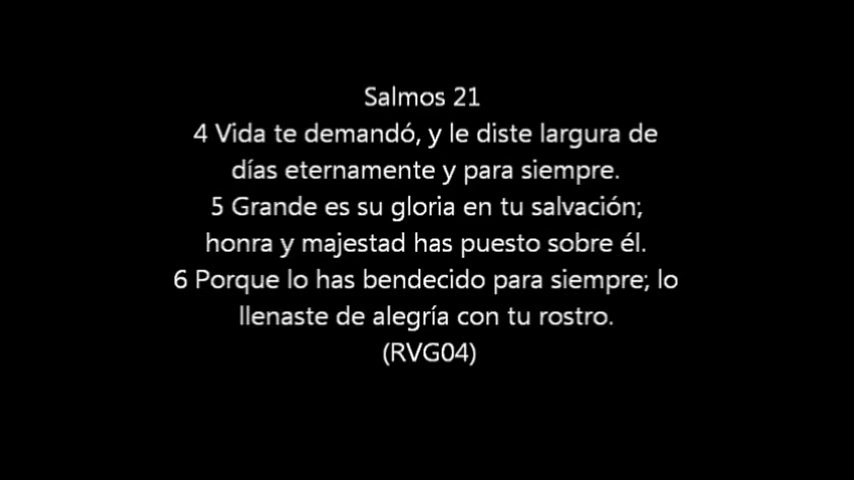 Salmos 21
4 Vida te demandó, y le diste largura de
días eternamente y para siempre.
5 Grande es su gloria en tu salvación;
honra y majestad has puesto sobre él.
6 Porque lo has bendecido para siempre; lo
llenaste de alegría con tu rostro.
(RVG04)